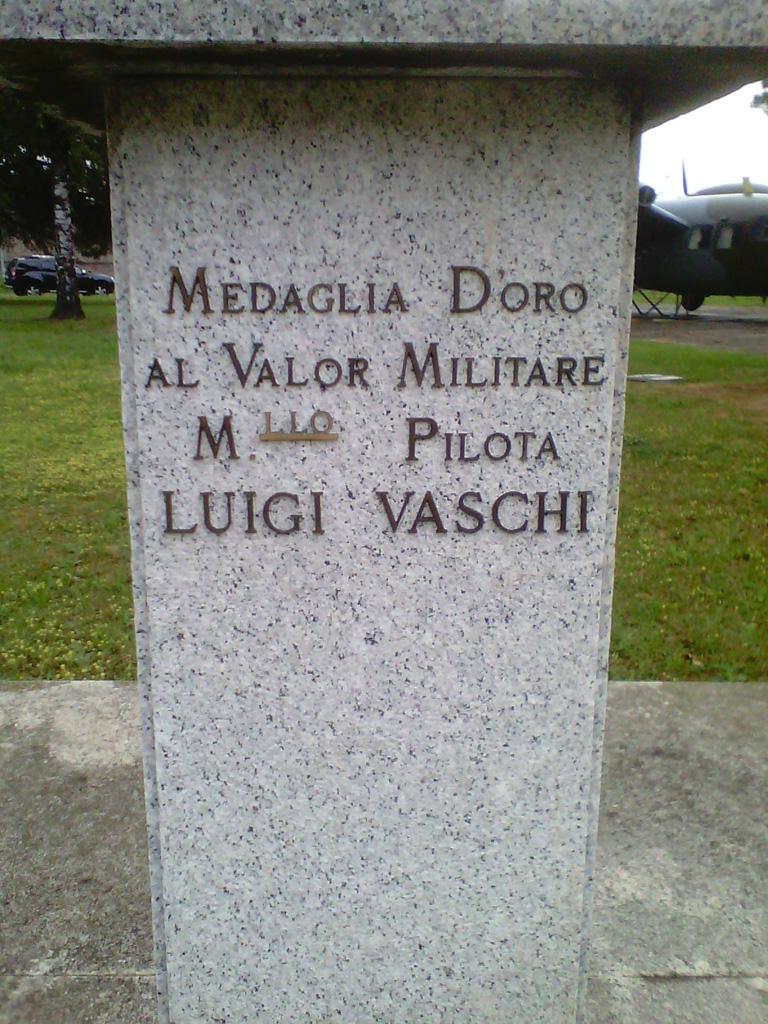 Medaglia D'oro
al Valor Militare
M.llo Pilota
LUIGI VASCHI